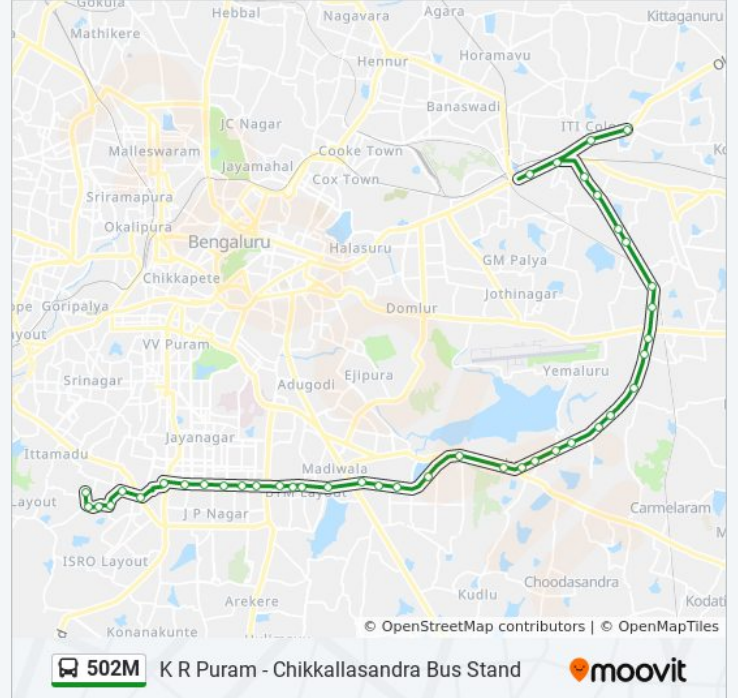 Gokula
Hebbal
Nagavara
Agara
Kittaganuru
Mathikere
Hennur
Horamavu
Banaswadi
JC Nagar
ITI Colo
Malleswaram
Cooke Town
Jayamahal
Cox Town
Sriramapura
Okalipura
Bengaluru
Halasuru
GM Palya
Chikkapete
Jothinagar
Goripalya
Domlur
VV Puram
Yemaluru
Srinagar
Adugodi
Ejipura
Jayanagar
Ittamadu
Madiwala
BTM Layout
Layout
J P Nagar
Carmelaram
ISRO Layout
Choodasandra
Kudlu
Arekere
Kodati
Konanakunte
© OpenStreetMap contributors | © OpenMapTiles
502M K R Puram - Chikkallasandra Bus Stand moovit